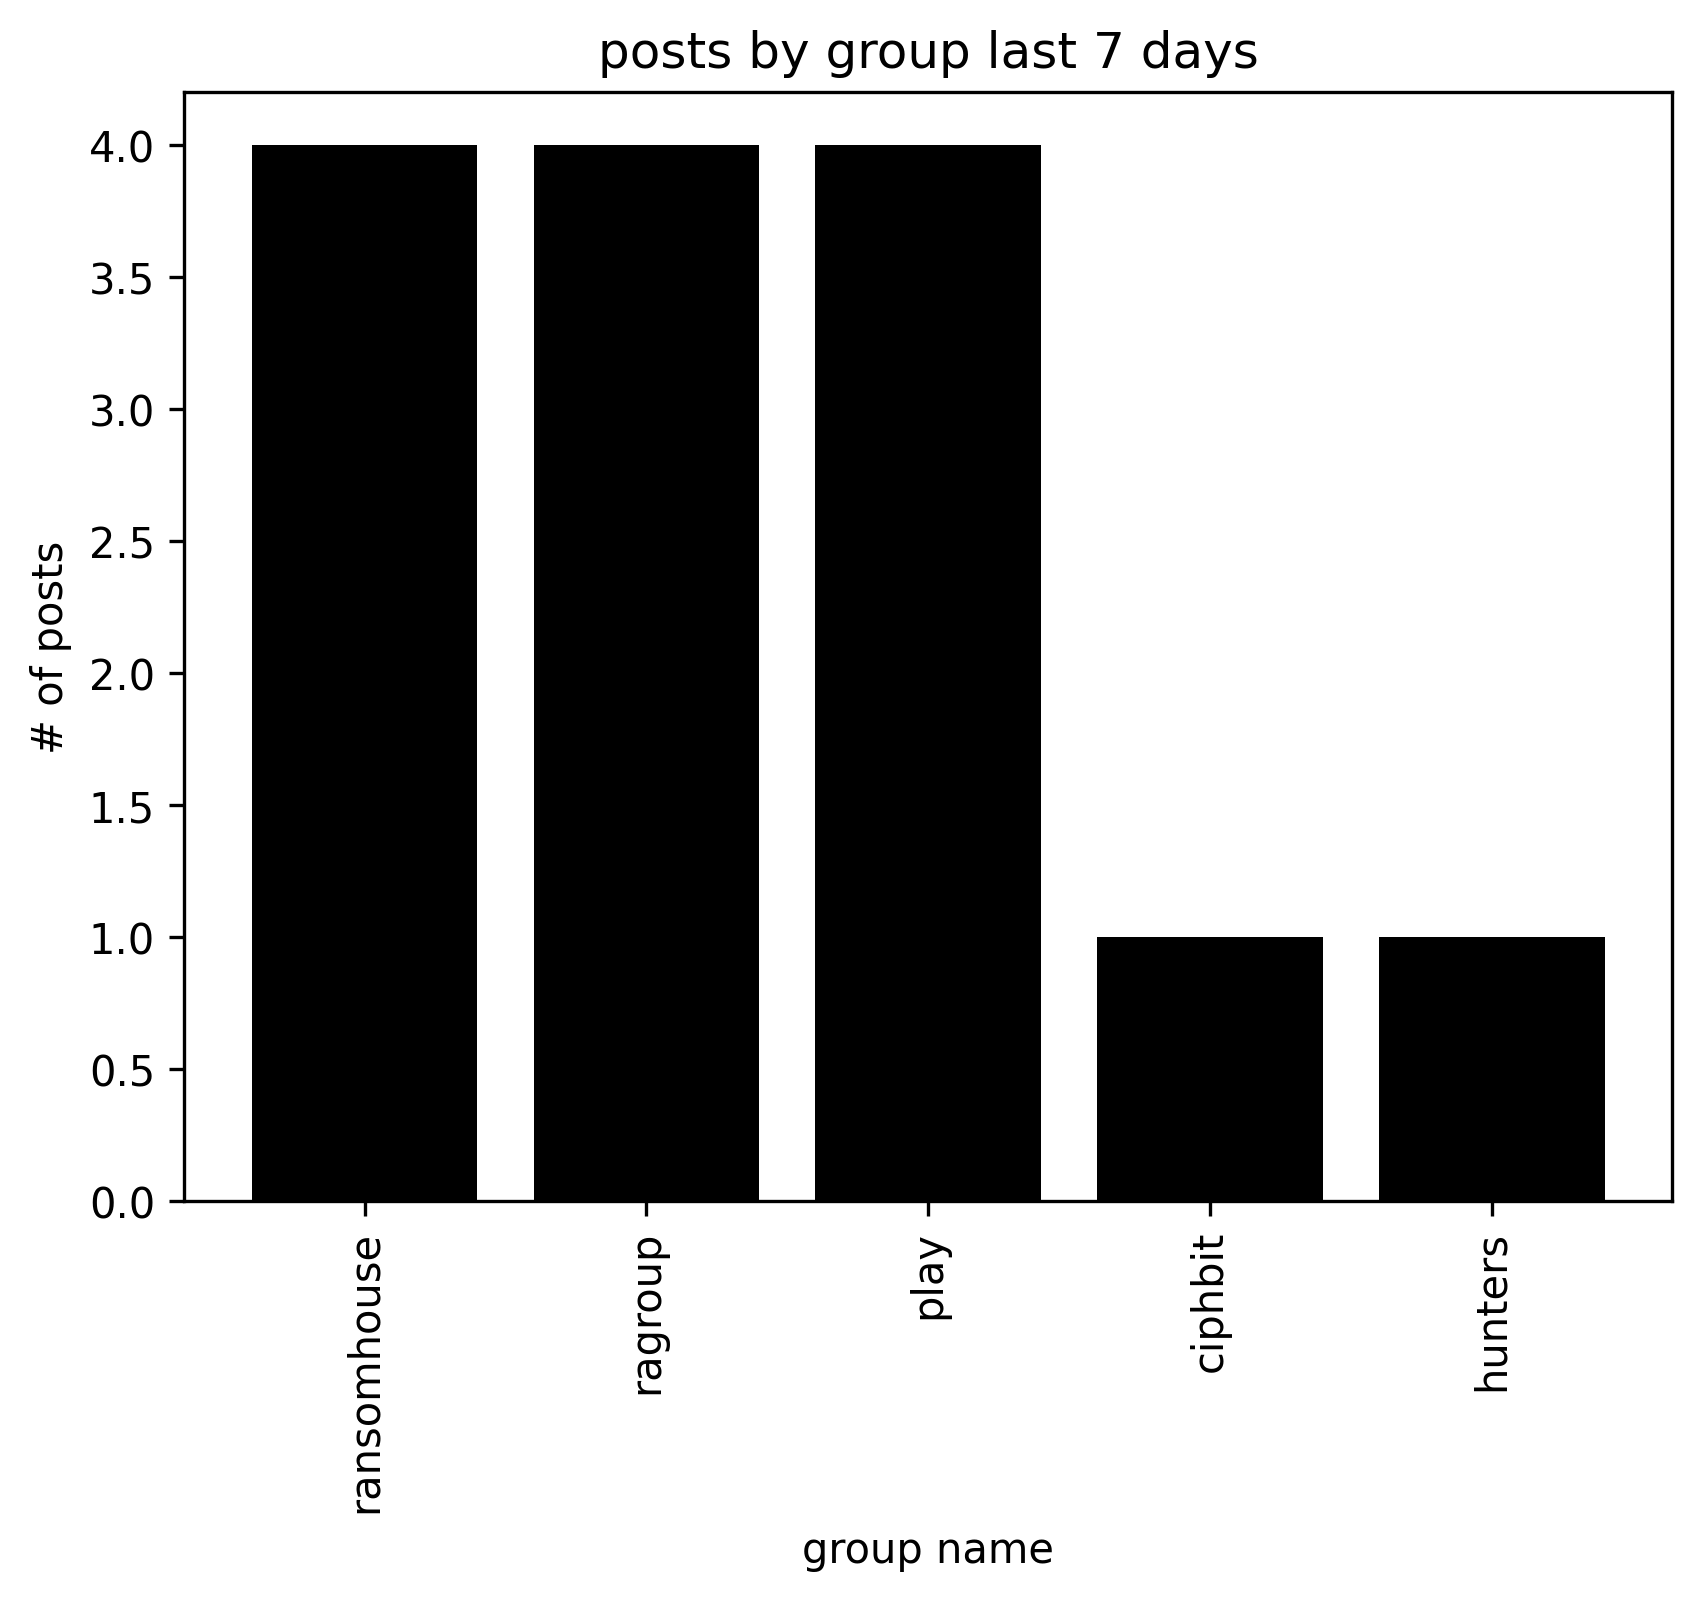 posts by group last 7 days
4.0
3.5
3.0
2.5
2.0
1.5
1.0
0.5
0.0
# of posts
ransomhouse
ragroup
play
ciphbit
hunters
group name